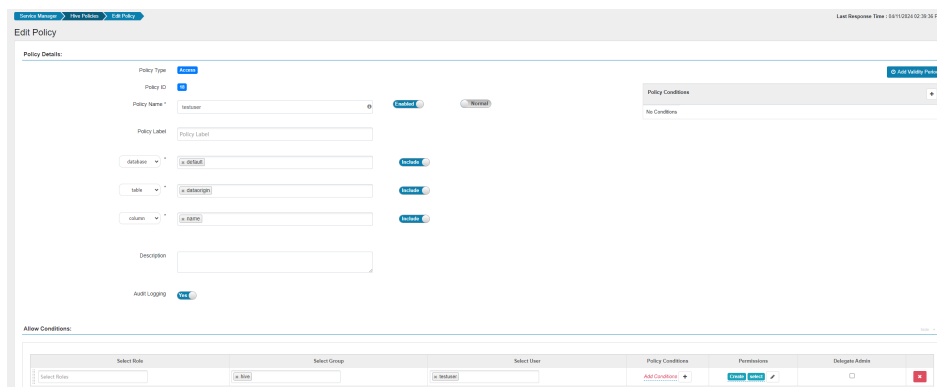 Service Manager Hive Policies Edit Policy
Last Response Time : 04/11/2024 02:39:36 P
Edit Policy
Policy Details:
Policy Type Access
Add Validity Perio
Policy ID 10
Policy Conditions +
Policy Name * testuser Enabled Normal
No Conditions
Policy Label Policy Label
database * × default Include
table * × dataorigin Include
column * × name Include
Description
Audit Logging Yes
Allow Conditions:
Select Role Select Group Select User Policy Conditions Permissions Delegate Admin
Select Roles × hive × testuser Add Conditions + Create select ×